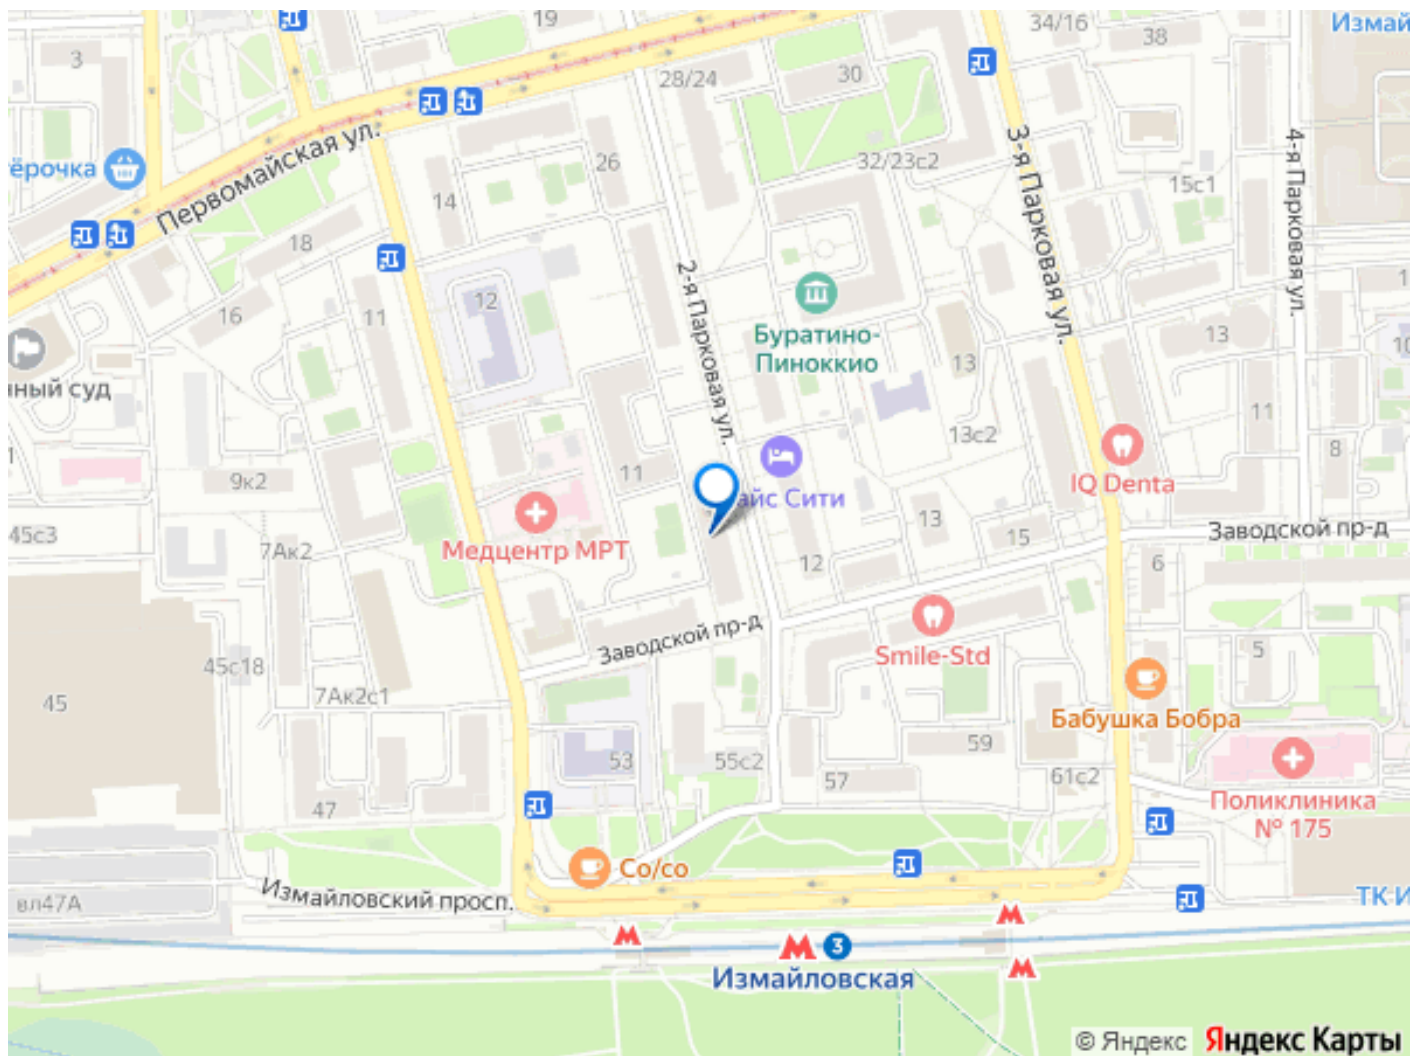 19
34/16
38
Измай
3
28/24
30
Первомайская ул.
ёрочка
26
32/23с2
3-я Парковая ул.
4-я Парковая ул.
15с1
14
18
2-я Парковая ул.
12
16
11
Буратино-
Пиноккио
13
13
10
ный суд
11
13с2
8
11
9к2
айс Сити
IQ Denta
45с3
7Ак2
Медцентр МРТ
13
15
Заводской пр-д
12
6
Заводской пр-д
Smile-Std
5
45с18
45
7Ак2с1
Бабушка Бобра
53
55с2
59
57
61с2
47
Поликлиника
№ 175
Co/co
Измайловский просп.
вл47А
ТК И
3
Измайловская
© Яндекс Яндекс Карты